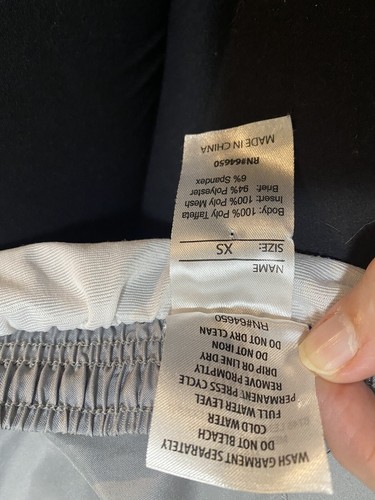 WASH GARMENT SEPARATELY
DO NOT BLEACH
COLD WATER
FULL WATER LEVEL
PERMANENT PRESS CYCLE
REMOVE PROMPTLY
DRIP OR LINE DRY
DO NOT IRON
DO NOT DRY CLEAN
RN#64650
NAME
SIZE: XS
Body: 100% Poly Taffeta
Insert: 100% Poly Mesh
Brief: 94% Polyester
6% Spandex
RN#64650
MADE IN CHINA